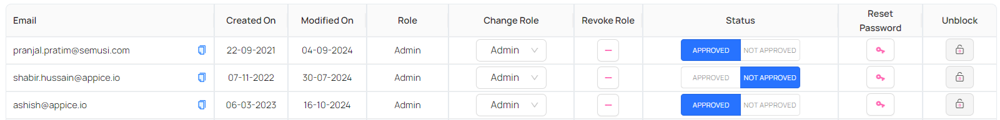 Email Created On Modified On Role Change Role Revoke Role Status Reset Password Unblock
pranjal.pratim@semusi.com 22-09-2021 04-09-2024 Admin Admin APPROVED NOT APPROVED
shabir.hussain@appice.io 07-11-2022 30-07-2024 Admin Admin APPROVED NOT APPROVED
ashish@appice.io 06-03-2023 16-10-2024 Admin Admin APPROVED NOT APPROVED